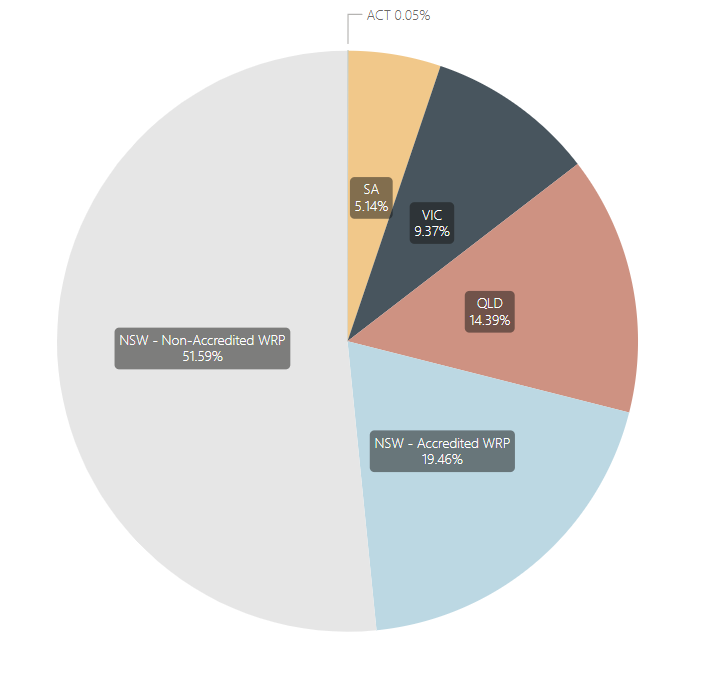 ACT 0.05%
SA
5.14%
VIC
9.37%
QLD
14.39%
NSW - Non-Accredited WRP
51.59%
NSW - Accredited WRP
19.46%